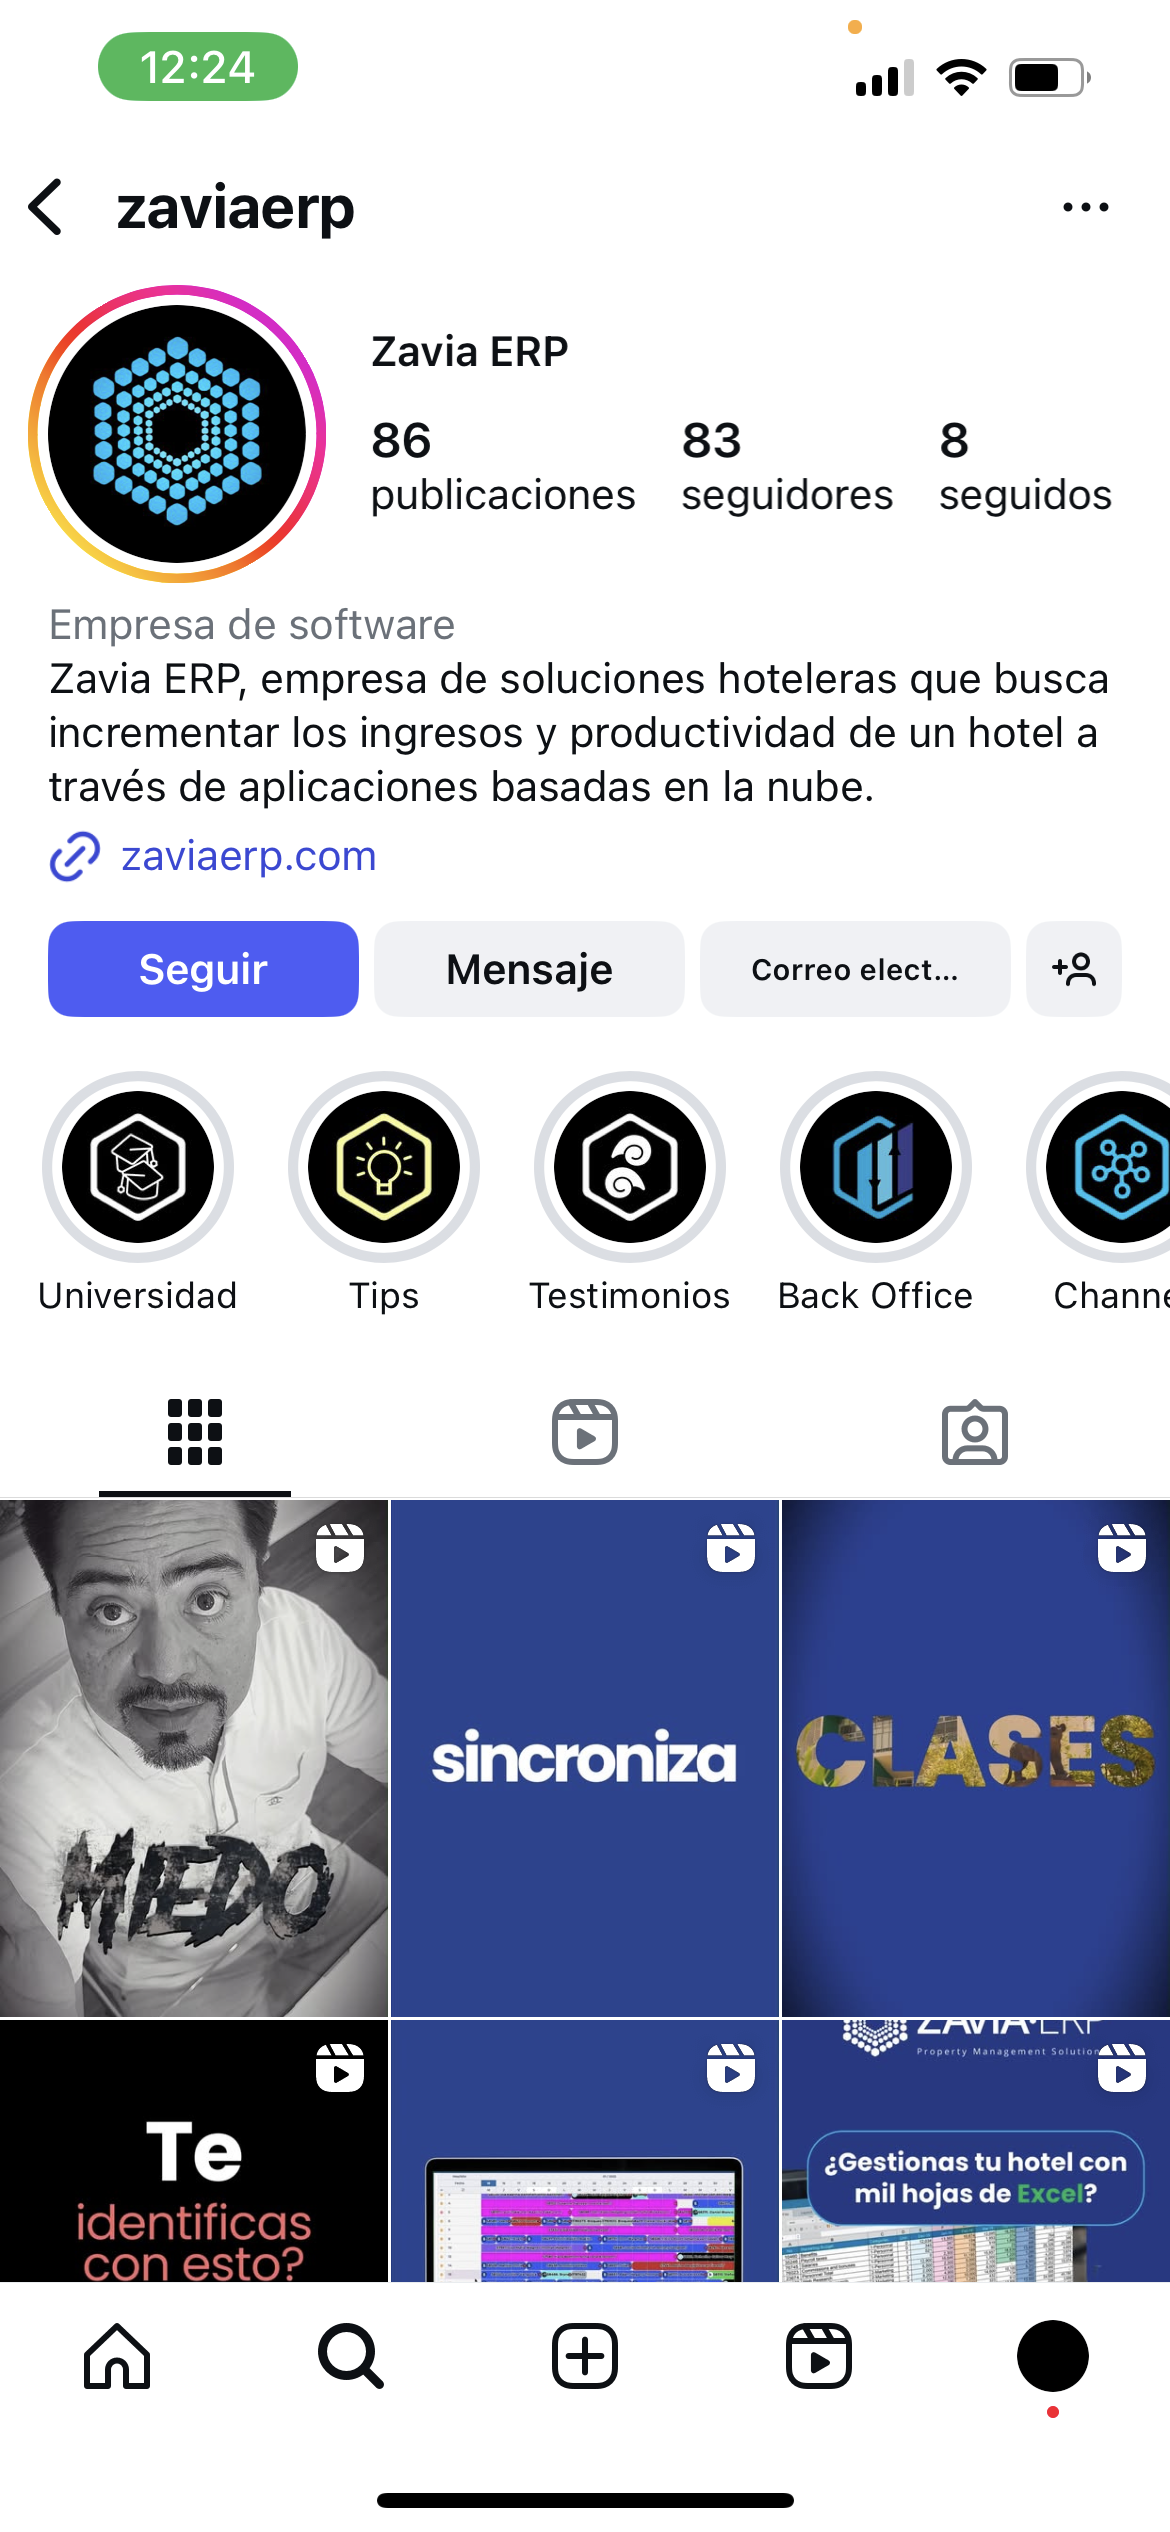 12:24
zaviaerp
Zavia ERP
86 83 8
publicaciones seguidores seguidos
Empresa de software
Zavia ERP, empresa de soluciones hoteleras que busca
incrementar los ingresos y productividad de un hotel a
través de aplicaciones basadas en la nube.
zaviaerp.com
Seguir Mensaje Correo elect...
Universidad Tips Testimonios Back Office Channe
MIEDO
sincroniza
CLASES
Te
identificas
con esto?
ZAVIA·ERP
Property Management Solution
¿Gestionas tu hotel con
mil hojas de Excel?